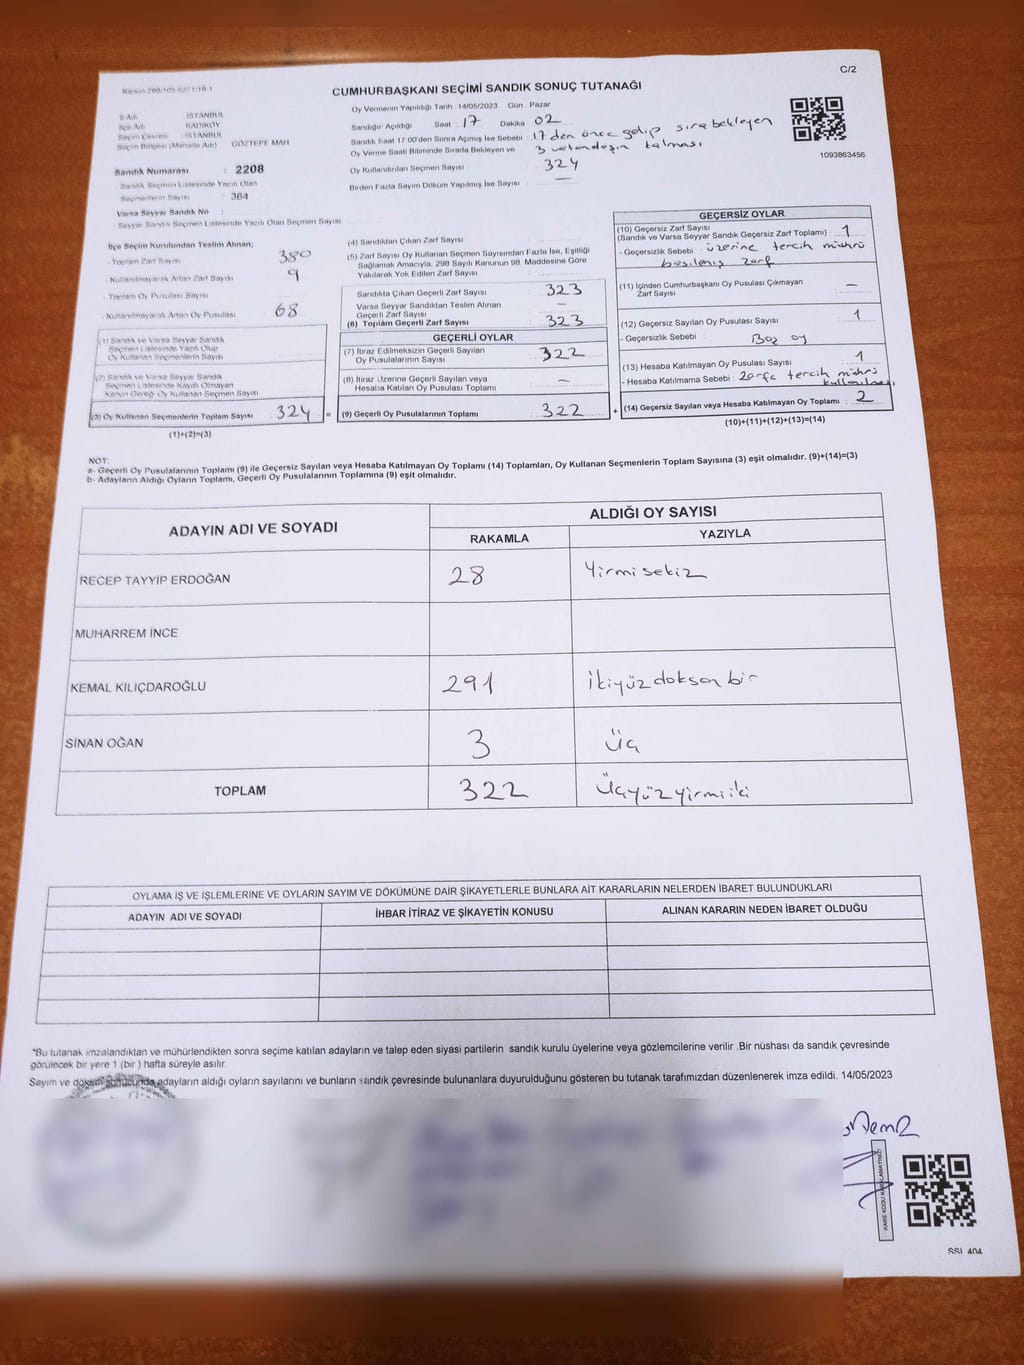 C/2
CUMHURBAŞKANI SEÇİMİ SANDIK SONUÇ TUTANAĞI
Oy Vermenin Yapıldığı Tarih : 14/05/2023 Gün : Pazar
İl Adı : İSTANBUL
İlçe Adı : KADIKÖY
Seçim Çevresi : İSTANBUL
Seçim Bölgesi (Mahalle Adı) : GÖZTEPE MAH
Sandık Numarası : 2208
Sandık Seçmen Listesinde Yazılı Olan
Seçmenlerin Sayısı : 364
Varsa Seyyar Sandık No :
Seyyar Sandık Seçmen Listesinde Yazılı Olan Seçmen Sayısı
Sandığın Açıldığı Saat : 17 Dakika : 02
Sandık Saat 17.00'den Sonra Açılmış İse Sebebi : 17 den önce gelip sıra bekleyen
Oy Verme Saati Bitiminde Sırada Bekleyen ve 3 vatandaşın kalması
Oy Kullandırılan Seçmen Sayısı : 324
Birden Fazla Sayım Döküm Yapılmış İse Sayısı : —
1093863456
İlçe Seçim Kurulundan Teslim Alınan;
- Toplam Zarf Sayısı : 380
- Kullanılmayarak Artan Zarf Sayısı : 9
- Toplam Oy Pusulası Sayısı :
- Kullanılmayarak Artan Oy Pusulası : 68
(1) Sandık ve Varsa Seyyar Sandık
Seçmen Listesinde Yazılı Olup
Oy Kullanan Seçmenlerin Sayısı
(2) Sandık ve Varsa Seyyar Sandık
Seçmen Listesinde Kayıtlı Olmayan
Kanun Gereği Oy Kullanan Seçmen Sayısı
(3) Oy Kullanan Seçmenlerin Toplam Sayısı : 324 =
(1)+(2)=(3)
(4) Sandıktan Çıkan Zarf Sayısı :
(5) Zarf Sayısı Oy Kullanan Seçmen Sayısından Fazla İse, Eşitliği
Sağlamak Amacıyla, 298 Sayılı Kanunun 98. Maddesine Göre
Yakılarak Yok Edilen Zarf Sayısı :
Sandıkta Çıkan Geçerli Zarf Sayısı : 323
Varsa Seyyar Sandıktan Teslim Alınan
Geçerli Zarf Sayısı : —
(6) Toplam Geçerli Zarf Sayısı : 323
GEÇERLİ OYLAR
(7) İtiraz Edilmeksizin Geçerli Sayılan
Oy Pusulalarının Sayısı : 322
(8) İtiraz Üzerine Geçerli Sayılan veya
Hesaba Katılan Oy Pusulası Toplamı : —
(9) Geçerli Oy Pusulalarının Toplamı : 322 +
GEÇERSİZ OYLAR
(10) Geçersiz Zarf Sayısı
(Sandık ve Varsa Seyyar Sandık Geçersiz Zarf Toplamı) : 1
- Geçersizlik Sebebi : üzerine tercih mührü
basılmış zarf
(11) İçinden Cumhurbaşkanı Oy Pusulası Çıkmayan
Zarf Sayısı : —
(12) Geçersiz Sayılan Oy Pusulası Sayısı : 1
- Geçersizlik Sebebi : Boş oy
(13) Hesaba Katılmayan Oy Pusulası Sayısı : 1
- Hesaba Katılmama Sebebi : Zarfa tercih mührü
kullanılması
(14) Geçersiz Sayılan veya Hesaba Katılmayan Oy Toplamı : 2
(10)+(11)+(12)+(13)=(14)
NOT:
a- Geçerli Oy Pusulalarının Toplamı (9) ile Geçersiz Sayılan veya Hesaba Katılmayan Oy Toplamı (14) Toplamları, Oy Kullanan Seçmenlerin Toplam Sayısına (3) eşit olmalıdır. (9)+(14)=(3)
b- Adayların Aldığı Oyların Toplamı, Geçerli Oy Pusulalarının Toplamına (9) eşit olmalıdır.
ADAYIN ADI VE SOYADI
ALDIĞI OY SAYISI
RAKAMLA YAZIYLA
RECEP TAYYİP ERDOĞAN 28 Yirmisekiz
MUHARREM İNCE
KEMAL KILIÇDAROĞLU 291 İkiyüz doksan bir
SİNAN OĞAN 3 Üç
TOPLAM 322 Üçyüz yirmi iki
OYLAMA İŞ VE İŞLEMLERİNE VE OYLARIN SAYIM VE DÖKÜMÜNE DAİR ŞİKAYETLERLE BUNLARA AİT KARARLARIN NELERDEN İBARET BULUNDUKLARI
ADAYIN ADI VE SOYADI İHBAR İTİRAZ VE ŞİKAYETİN KONUSU ALINAN KARARIN NEDEN İBARET OLDUĞU
"Bu tutanak imzalandıktan ve mühürlendikten sonra seçime katılan adayların ve talep eden siyasi partilerin sandık kurulu üyelerine veya gözlemcilerine verilir .Bir nüshası da sandık çevresinde
görülecek bir yere 1 (bir ) hafta süreyle asılır.
Sayım ve döküm sonucunda adayların aldığı oyların sayılarını ve bunların sandık çevresinde bulunanlara duyurulduğunu gösteren bu tutanak tarafımızdan düzenlenerek imza edildi. 14/05/2023
KARE KODU KARALAMAYINIZ!